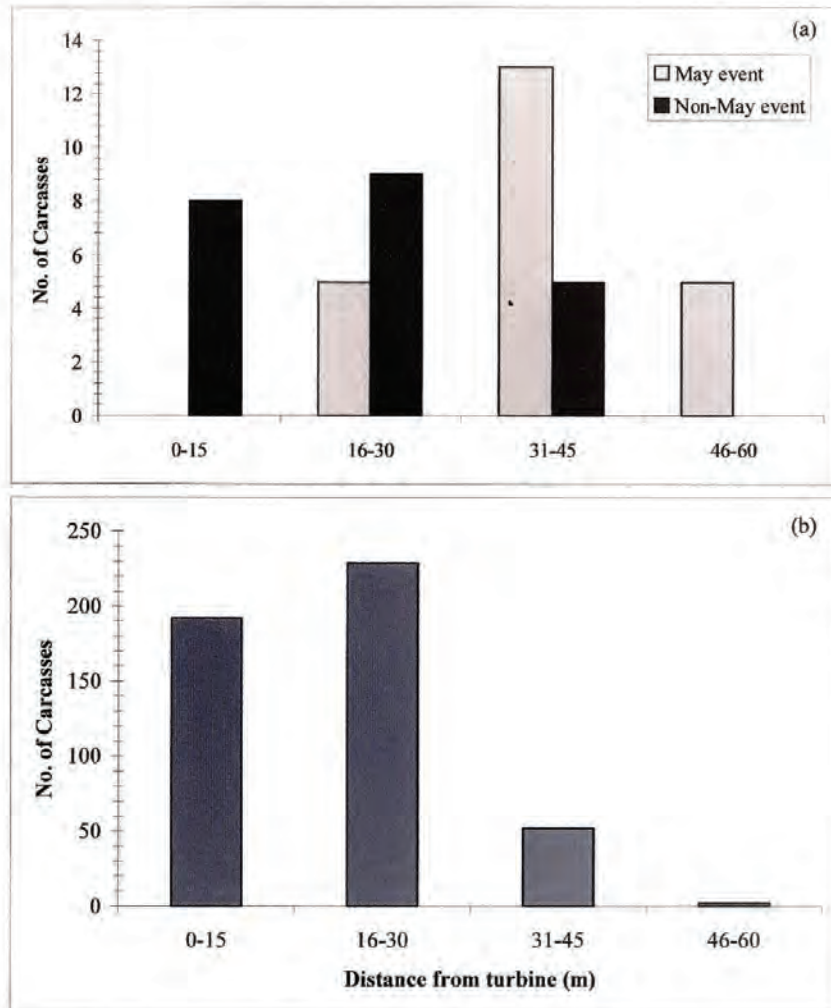 (a)
14
12
10
8
6
4
2
0
No. of Carcasses
May event
Non-May event
0-15 16-30 31-45 46-60
(b)
250
200
150
100
50
0
No. of Carcasses
0-15 16-30 31-45 46-60
Distance from turbine (m)